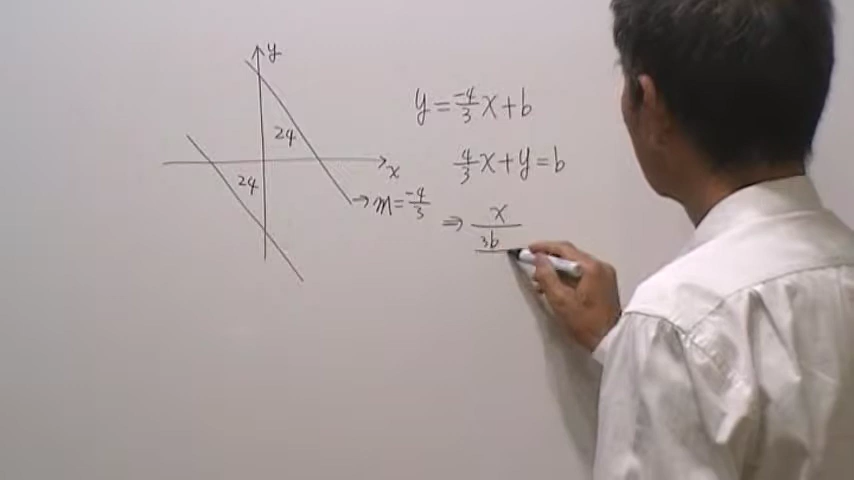 y
24
x
24
m = -4/3
y = -4/3 x + b
4/3 x + y = b
⇒ x / 3b